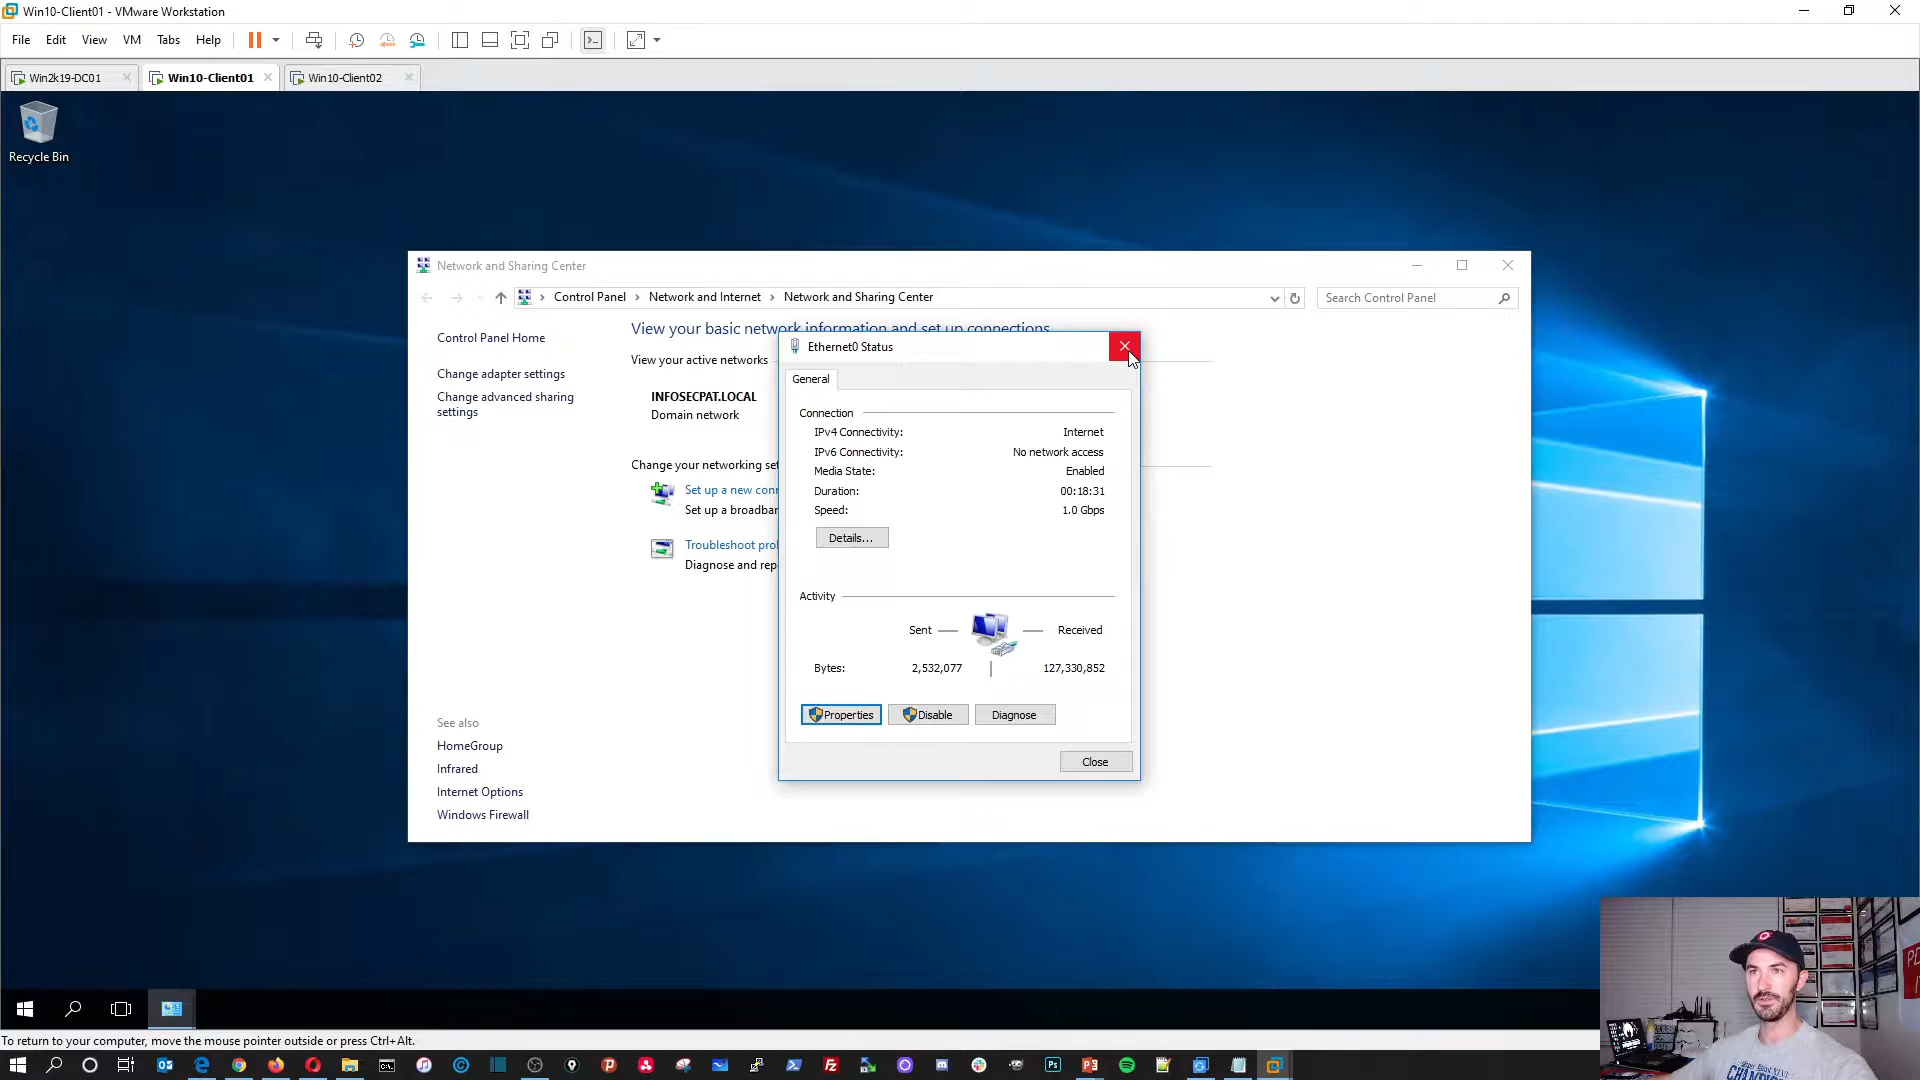 Win10-Client01 - VMware Workstation
File Edit View VM Tabs Help
Win2k19-DC01 Win10-Client01 Win10-Client02
Recycle Bin
Network and Sharing Center
Control Panel Network and Internet Network and Sharing Center
Search Control Panel
Control Panel Home
Change adapter settings
Change advanced sharing
settings
View your basic network information and set up connections
View your active networks
INFOSECPAT.LOCAL
Domain network
Change your networking set
Set up a new conn
Set up a broadban
Troubleshoot prob
Diagnose and repa
See also
HomeGroup
Infrared
Internet Options
Windows Firewall
Ethernet0 Status
General
Connection
IPv4 Connectivity: Internet
IPv6 Connectivity: No network access
Media State: Enabled
Duration: 00:18:31
Speed: 1.0 Gbps
Details...
Activity
Sent Received
Bytes: 2,532,077 127,330,852
Properties Disable Diagnose
Close
To return to your computer, move the mouse pointer outside or press Ctrl+Alt.